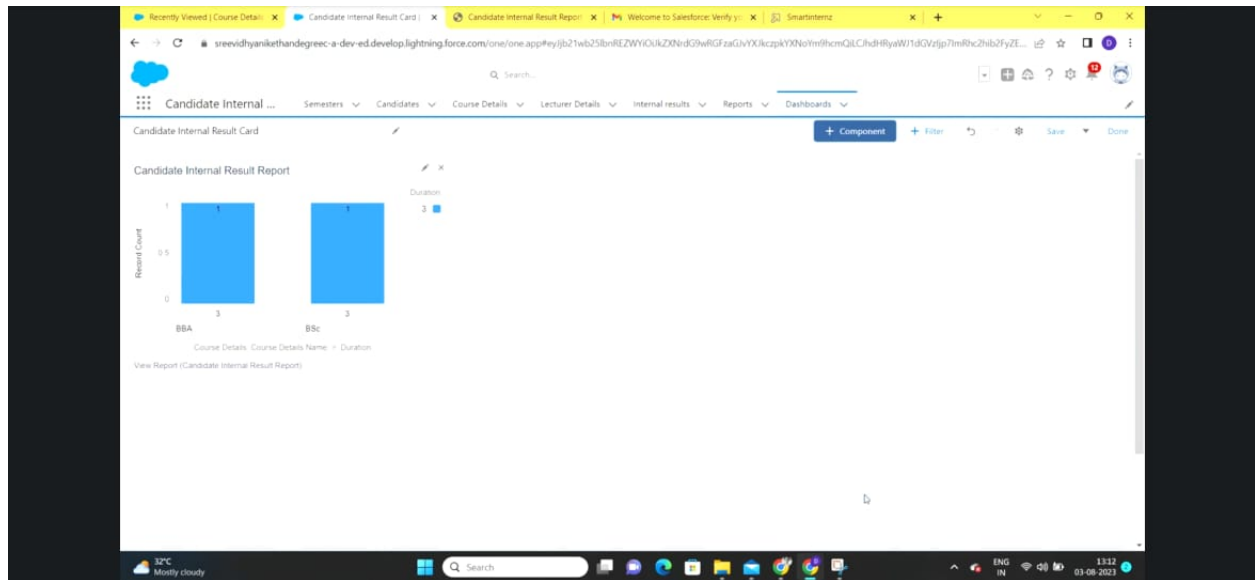 Recently Viewed | Course Details
Candidate Internal Result Card |
Candidate Internal Result Report
Welcome to Salesforce: Verify yo
Smartinternz
sreevidhyanikethandegreec-a-dev-ed.develop.lightning.force.com
D
Search...
12
Candidate Internal ...
Semesters
Candidates
Course Details
Lecturer Details
Internal results
Reports
Dashboards
Candidate Internal Result Card
+ Component
+ Filter
Save
Done
Candidate Internal Result Report
Duration
3
1
0.5
0
Record Count
1
1
3
3
BBA
BSc
Course Details: Course Details Name > Duration
View Report (Candidate Internal Result Report)
32°C
Mostly cloudy
Search
ENG
IN
13:12
03-08-2023
2